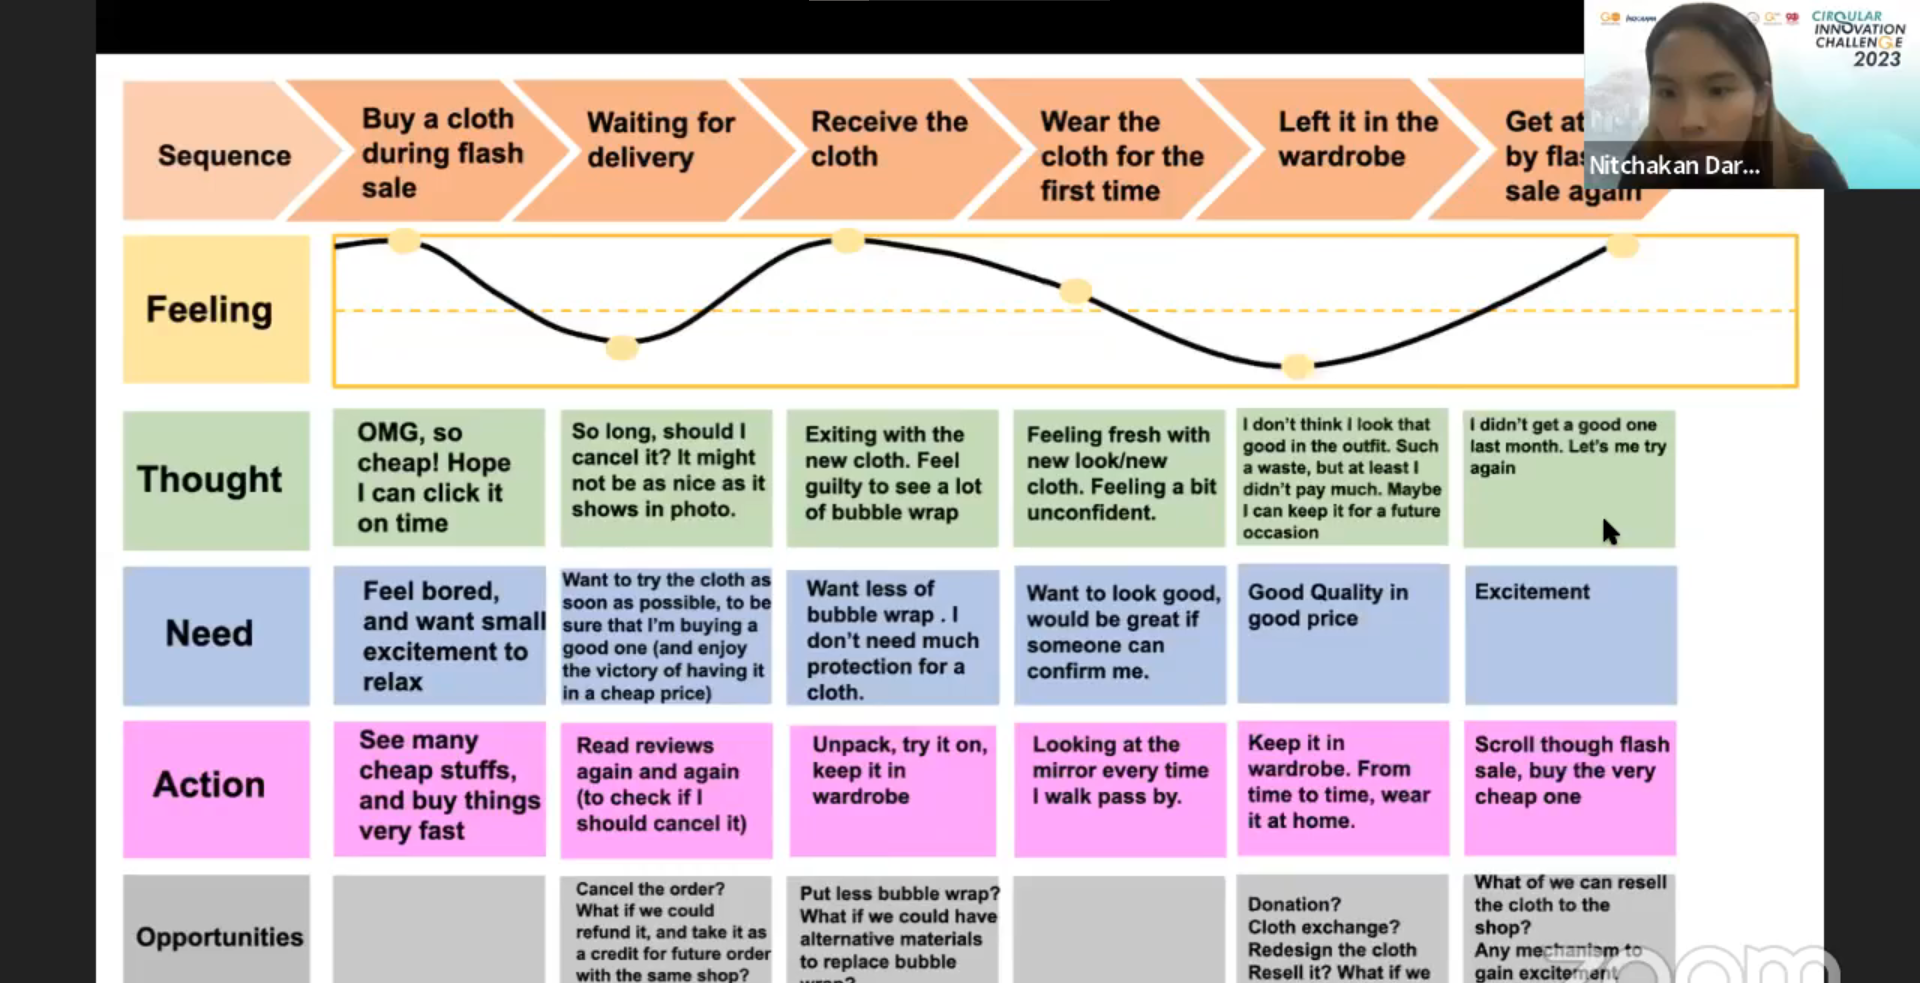 CIRCULAR
INNOVATION
CHALLENGE
2023
Nitchakan Dar...
Sequence
Buy a cloth
during flash
sale
Waiting for
delivery
Receive the
cloth
Wear the
cloth for the
first time
Left it in the
wardrobe
Get at
by fla
sale again
Feeling
Thought
OMG, so
cheap! Hope
I can click it
on time
So long, should I
cancel it? It might
not be as nice as it
shows in photo.
Exiting with the
new cloth. Feel
guilty to see a lot
of bubble wrap
Feeling fresh with
new look/new
cloth. Feeling a bit
unconfident.
I don't think I look that
good in the outfit. Such
a waste, but at least I
didn't pay much. Maybe
I can keep it for a future
occasion
I didn't get a good one
last month. Let's me try
again
Need
Feel bored,
and want small
excitement to
relax
Want to try the cloth as
soon as possible, to be
sure that I'm buying a
good one (and enjoy
the victory of having it
in a cheap price)
Want less of
bubble wrap . I
don't need much
protection for a
cloth.
Want to look good,
would be great if
someone can
confirm me.
Good Quality in
good price
Excitement
Action
See many
cheap stuffs,
and buy things
very fast
Read reviews
again and again
(to check if I
should cancel it)
Unpack, try it on,
keep it in
wardrobe
Looking at the
mirror every time
I walk pass by.
Keep it in
wardrobe. From
time to time, wear
it at home.
Scroll though flash
sale, buy the very
cheap one
Opportunities
Cancel the order?
What if we could
refund it, and take it as
a credit for future order
with the same shop?
Put less bubble wrap?
What if we could have
alternative materials
to replace bubble
wrap?
Donation?
Cloth exchange?
Redesign the cloth
Resell it? What if we
What of we can resell
the cloth to the
shop?
Any mechanism to
gain excitement
zoom